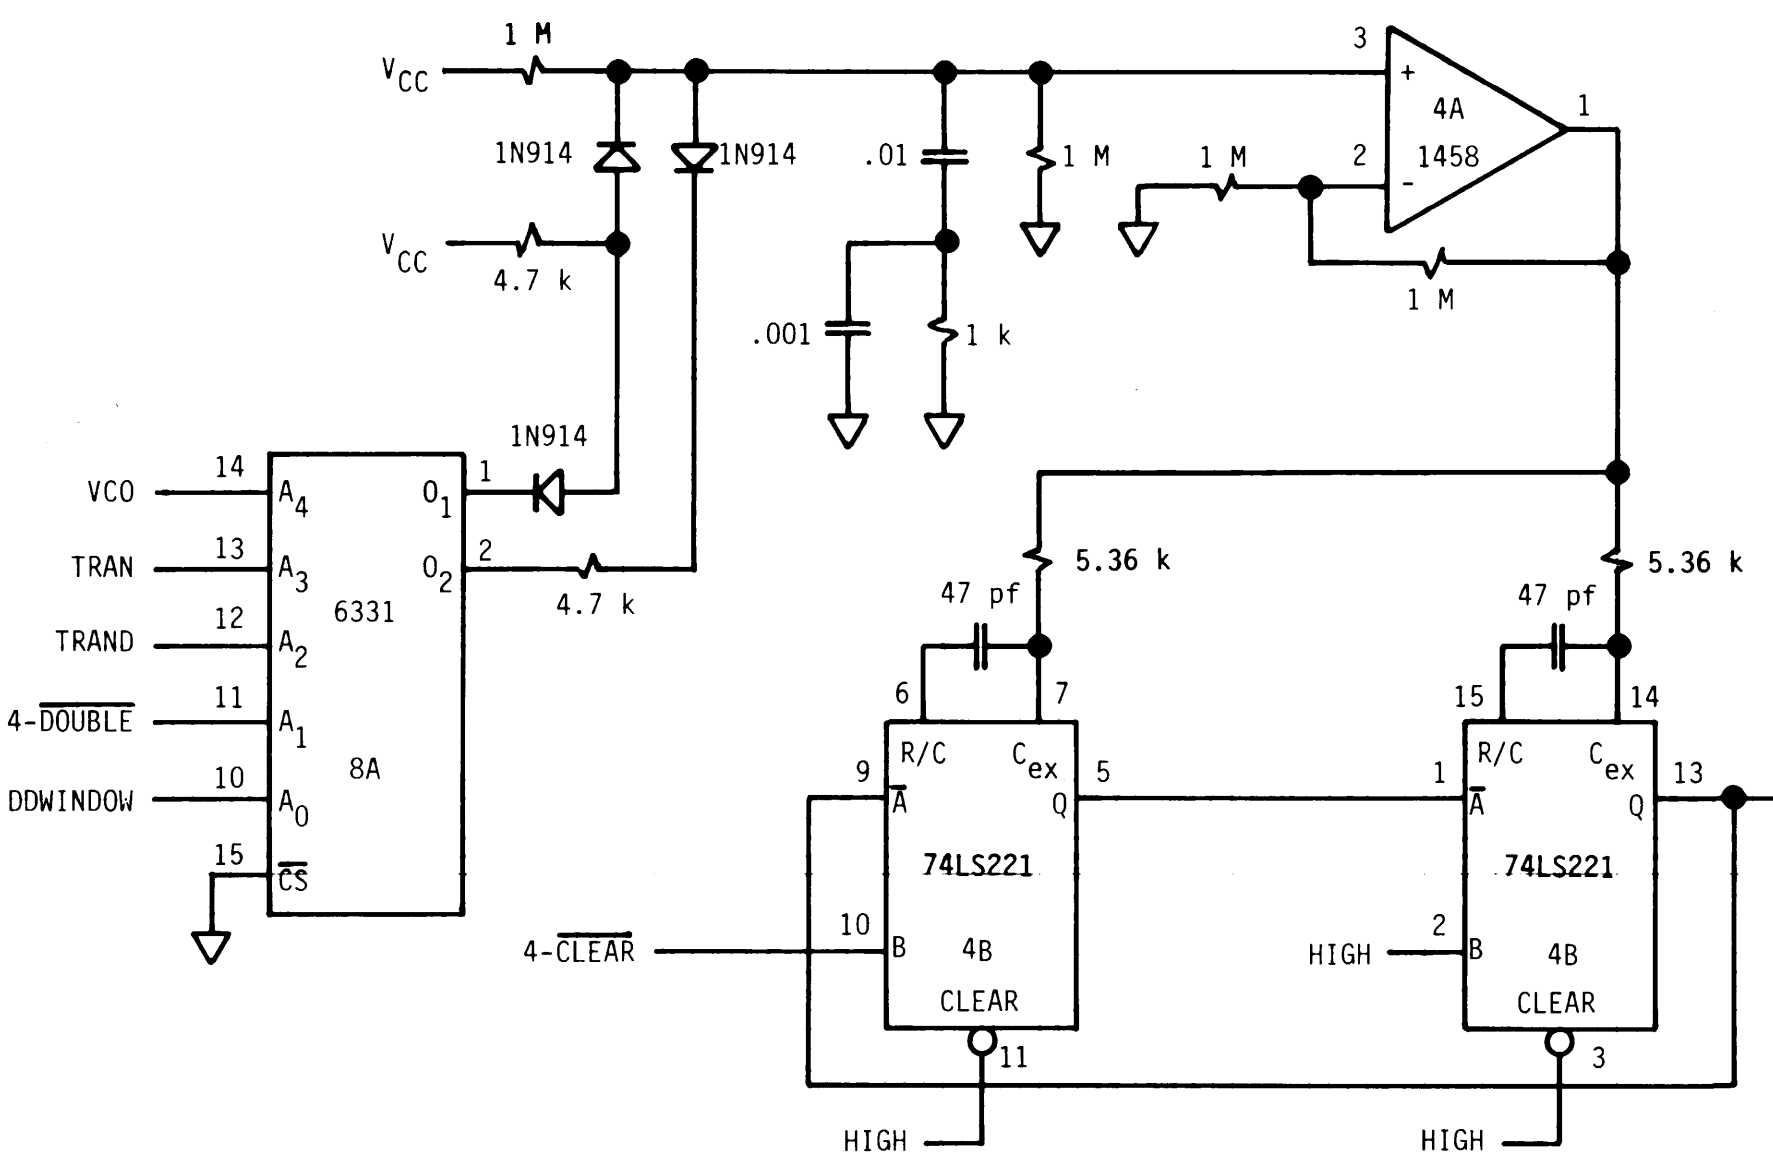 1 M
V CC
3
+
4A
1
1N914
1N914
.01
1 M
1 M
2
-
1458
V CC
4.7 k
1 M
.001
1 k
1N914
VCO
14
A4
O1
1
TRAN
13
A3
O2
2
4.7 k
6331
TRAND
12
A2
4-DOUBLE
11
A1
8A
DDWINDOW
10
A0
15
CS
5.36 k
5.36 k
47 pf
47 pf
6
7
15
14
R/C
Cex
R/C
Cex
9
A
Q
5
1
A
Q
13
74LS221
74LS221
4-CLEAR
10
B
4B
HIGH
2
B
4B
CLEAR
CLEAR
11
3
HIGH
HIGH